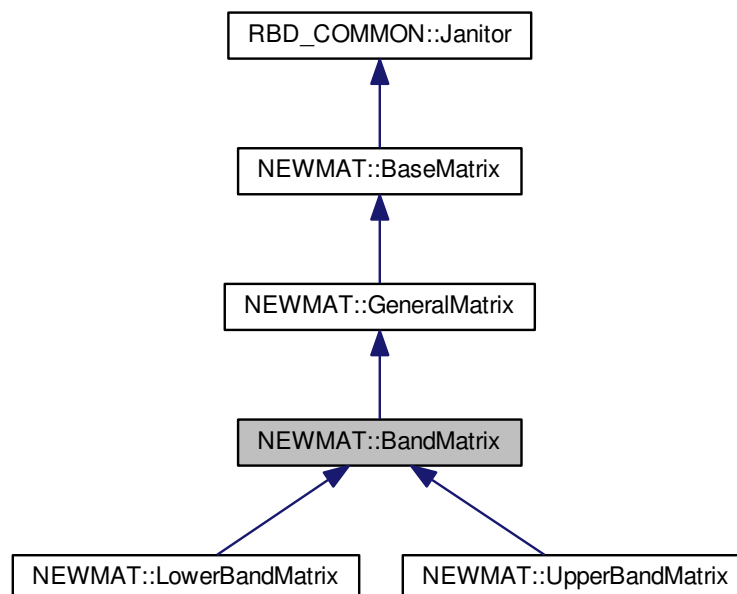 RBD_COMMON::Janitor
NEWMAT::BaseMatrix
NEWMAT::GeneralMatrix
NEWMAT::BandMatrix
NEWMAT::LowerBandMatrix
NEWMAT::UpperBandMatrix